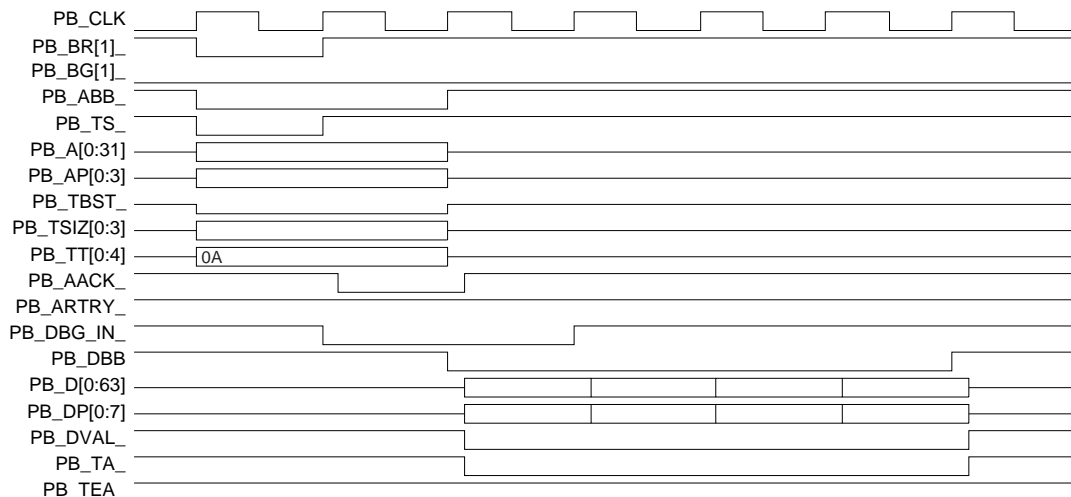 PB_CLK
PB_BR[1]_
PB_BG[1]_
PB_ABB_
PB_TS_
PB_A[0:31]
PB_AP[0:3]
PB_TBST_
PB_TSIZ[0:3]
PB_TT[0:4] 0A
PB_AACK_
PB_ARTRY_
PB_DBG_IN_
PB_DBB
PB_D[0:63]
PB_DP[0:7]
PB_DVAL_
PB_TA_
PB_TEA